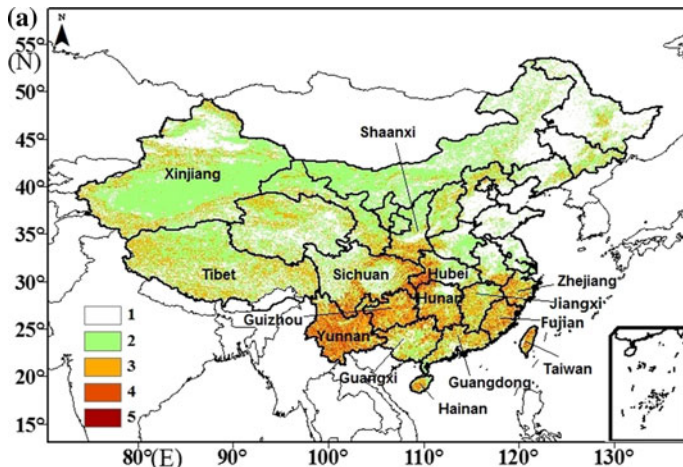 (a)
N
55°
(N)
50°
45°
40°
35°
30°
25°
20°
15°
Shaanxi
Xinjiang
Tibet
Sichuan
Hubei
Zhejiang
Hunan
Jiangxi
Guizhou
Fujian
Yunnan
Taiwan
Guangxi
Guangdong
Hainan
1
2
3
4
5
80°(E) 90° 100° 110° 120° 130°